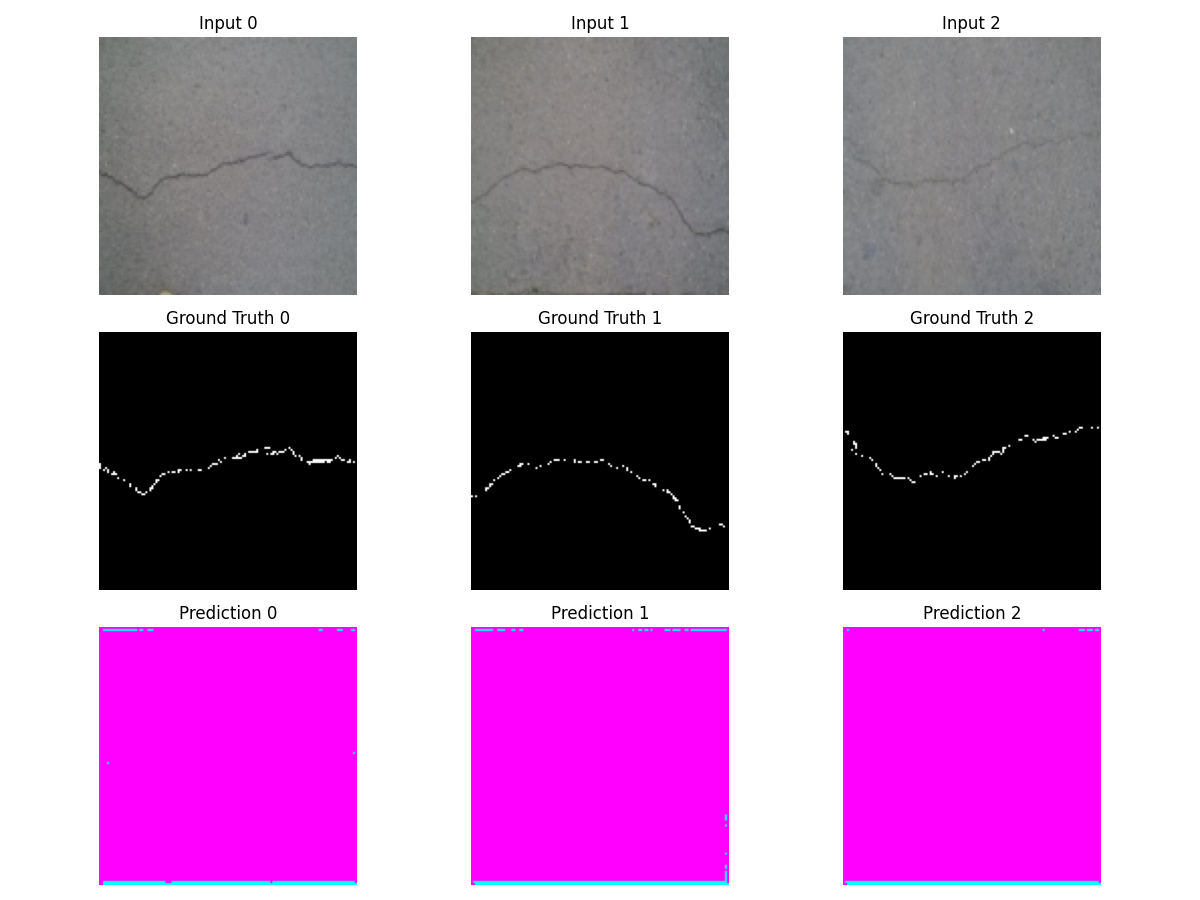 Input 0
Input 1
Input 2
Ground Truth 0
Ground Truth 1
Ground Truth 2
Prediction 0
Prediction 1
Prediction 2